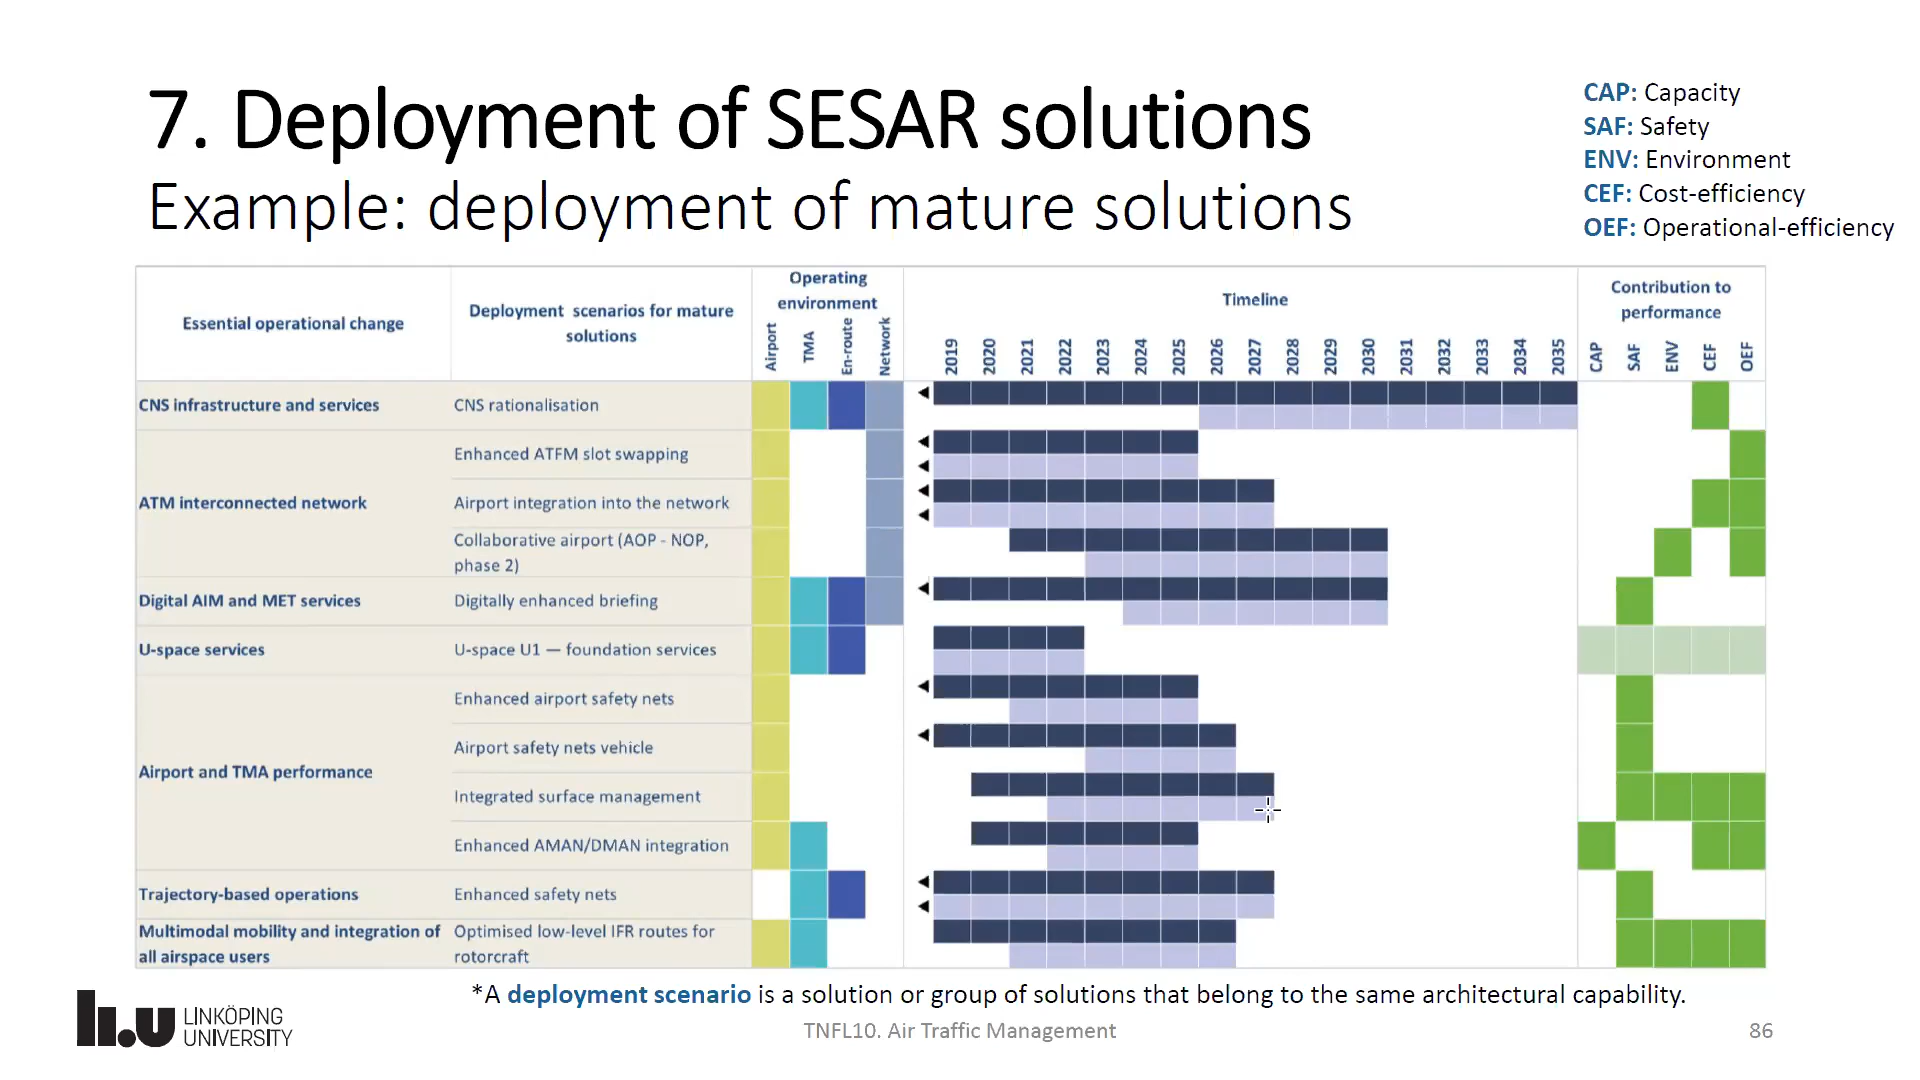 7. Deployment of SESAR solutions
Example: deployment of mature solutions
CAP: Capacity
SAF: Safety
ENV: Environment
CEF: Cost-efficiency
OEF: Operational-efficiency
Essential operational change
Deployment scenarios for mature
solutions
Operating
environment
Airport
TMA
En-route
Network
Timeline
2019
2020
2021
2022
2023
2024
2025
2026
2027
2028
2029
2030
2031
2032
2033
2034
2035
Contribution to
performance
CAP
SAF
ENV
CEF
OEF
CNS infrastructure and services
CNS rationalisation
ATM interconnected network
Enhanced ATFM slot swapping
Airport integration into the network
Collaborative airport (AOP - NOP,
phase 2)
Digital AIM and MET services
Digitally enhanced briefing
U-space services
U-space U1 — foundation services
Airport and TMA performance
Enhanced airport safety nets
Airport safety nets vehicle
Integrated surface management
Enhanced AMAN/DMAN integration
Trajectory-based operations
Enhanced safety nets
Multimodal mobility and integration of
all airspace users
Optimised low-level IFR routes for
rotorcraft
*A deployment scenario is a solution or group of solutions that belong to the same architectural capability.
LINKÖPING
UNIVERSITY
TNFL10. Air Traffic Management
86